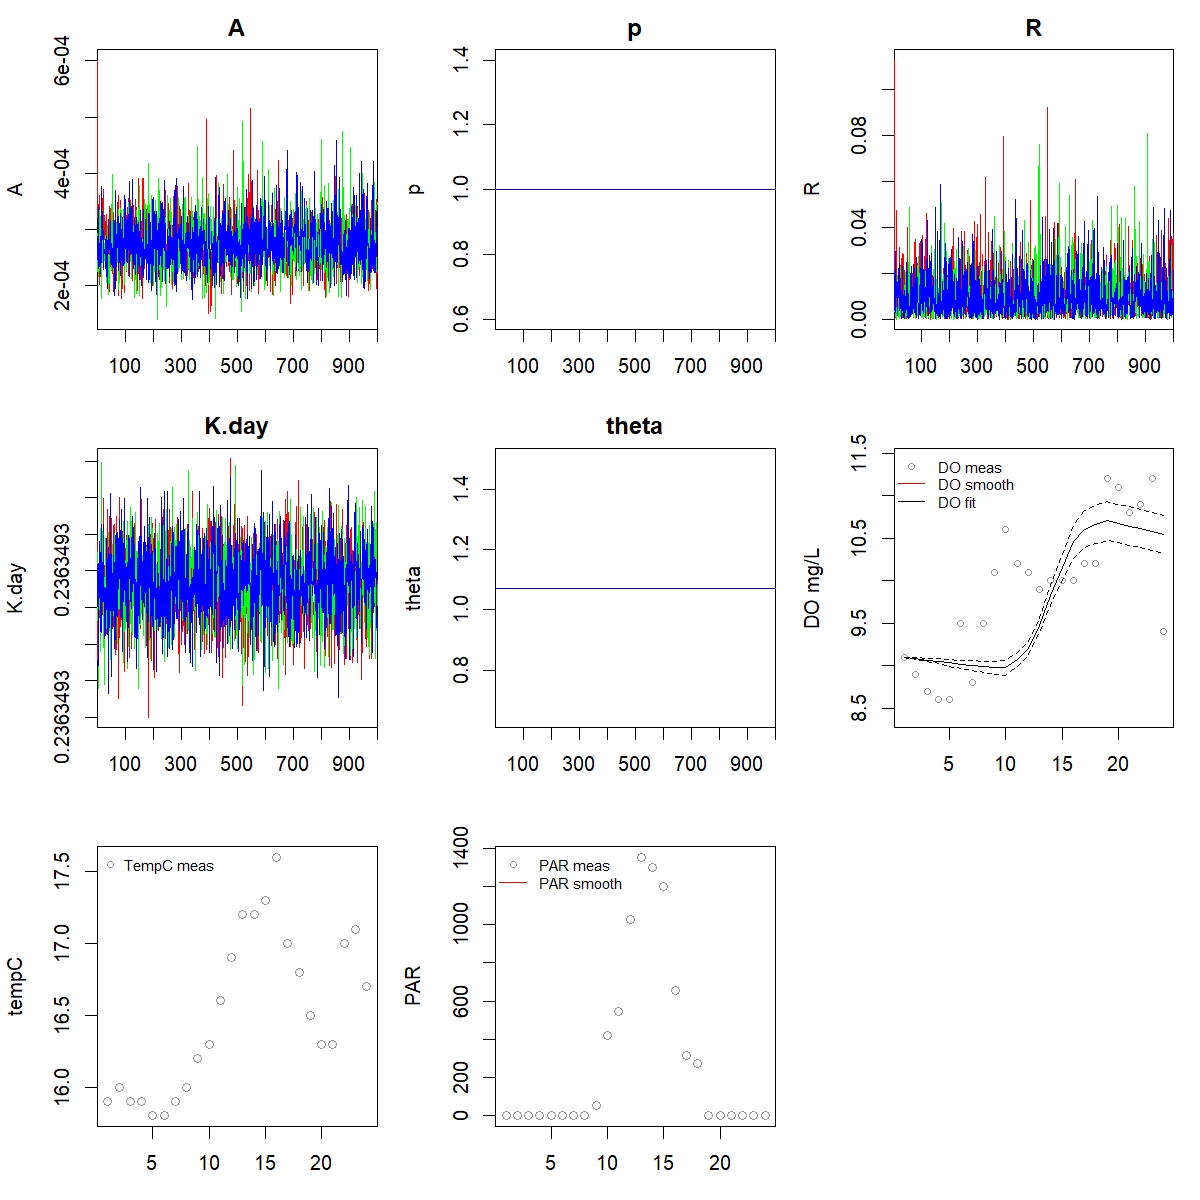 A
A
6e-04
4e-04
2e-04
100 300 500 700 900
p
p
1.4
1.2
1.0
0.8
0.6
100 300 500 700 900
R
R
0.08
0.04
0.00
100 300 500 700 900
K.day
K.day
0.2363493
0.2363493
100 300 500 700 900
theta
theta
1.4
1.2
1.0
0.8
100 300 500 700 900
DO mg/L
11.5
10.5
9.5
8.5
DO meas
DO smooth
DO fit
5 10 15 20
tempC
17.5
17.0
16.5
16.0
TempC meas
5 10 15 20
PAR
1400
1000
600
200
0
PAR meas
PAR smooth
5 10 15 20